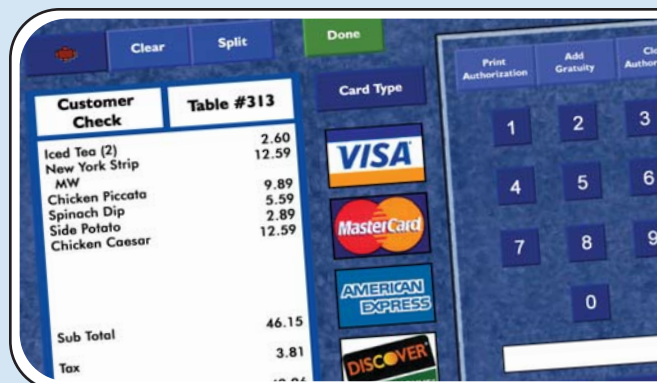 Clear
Split
Done
Customer
Check
Table #313
Iced Tea (2) 2.60
New York Strip 12.59
MW
Chicken Piccata 9.89
Spinach Dip 5.59
Side Potato 2.89
Chicken Caesar 12.59
Sub Total 46.15
Tax 3.81
Card Type
VISA
MasterCard
AMERICAN
EXPRESS
DISCOVER
Print
Authorization
Add
Gratuity
1 2 3
4 5 6
7 8 9
0